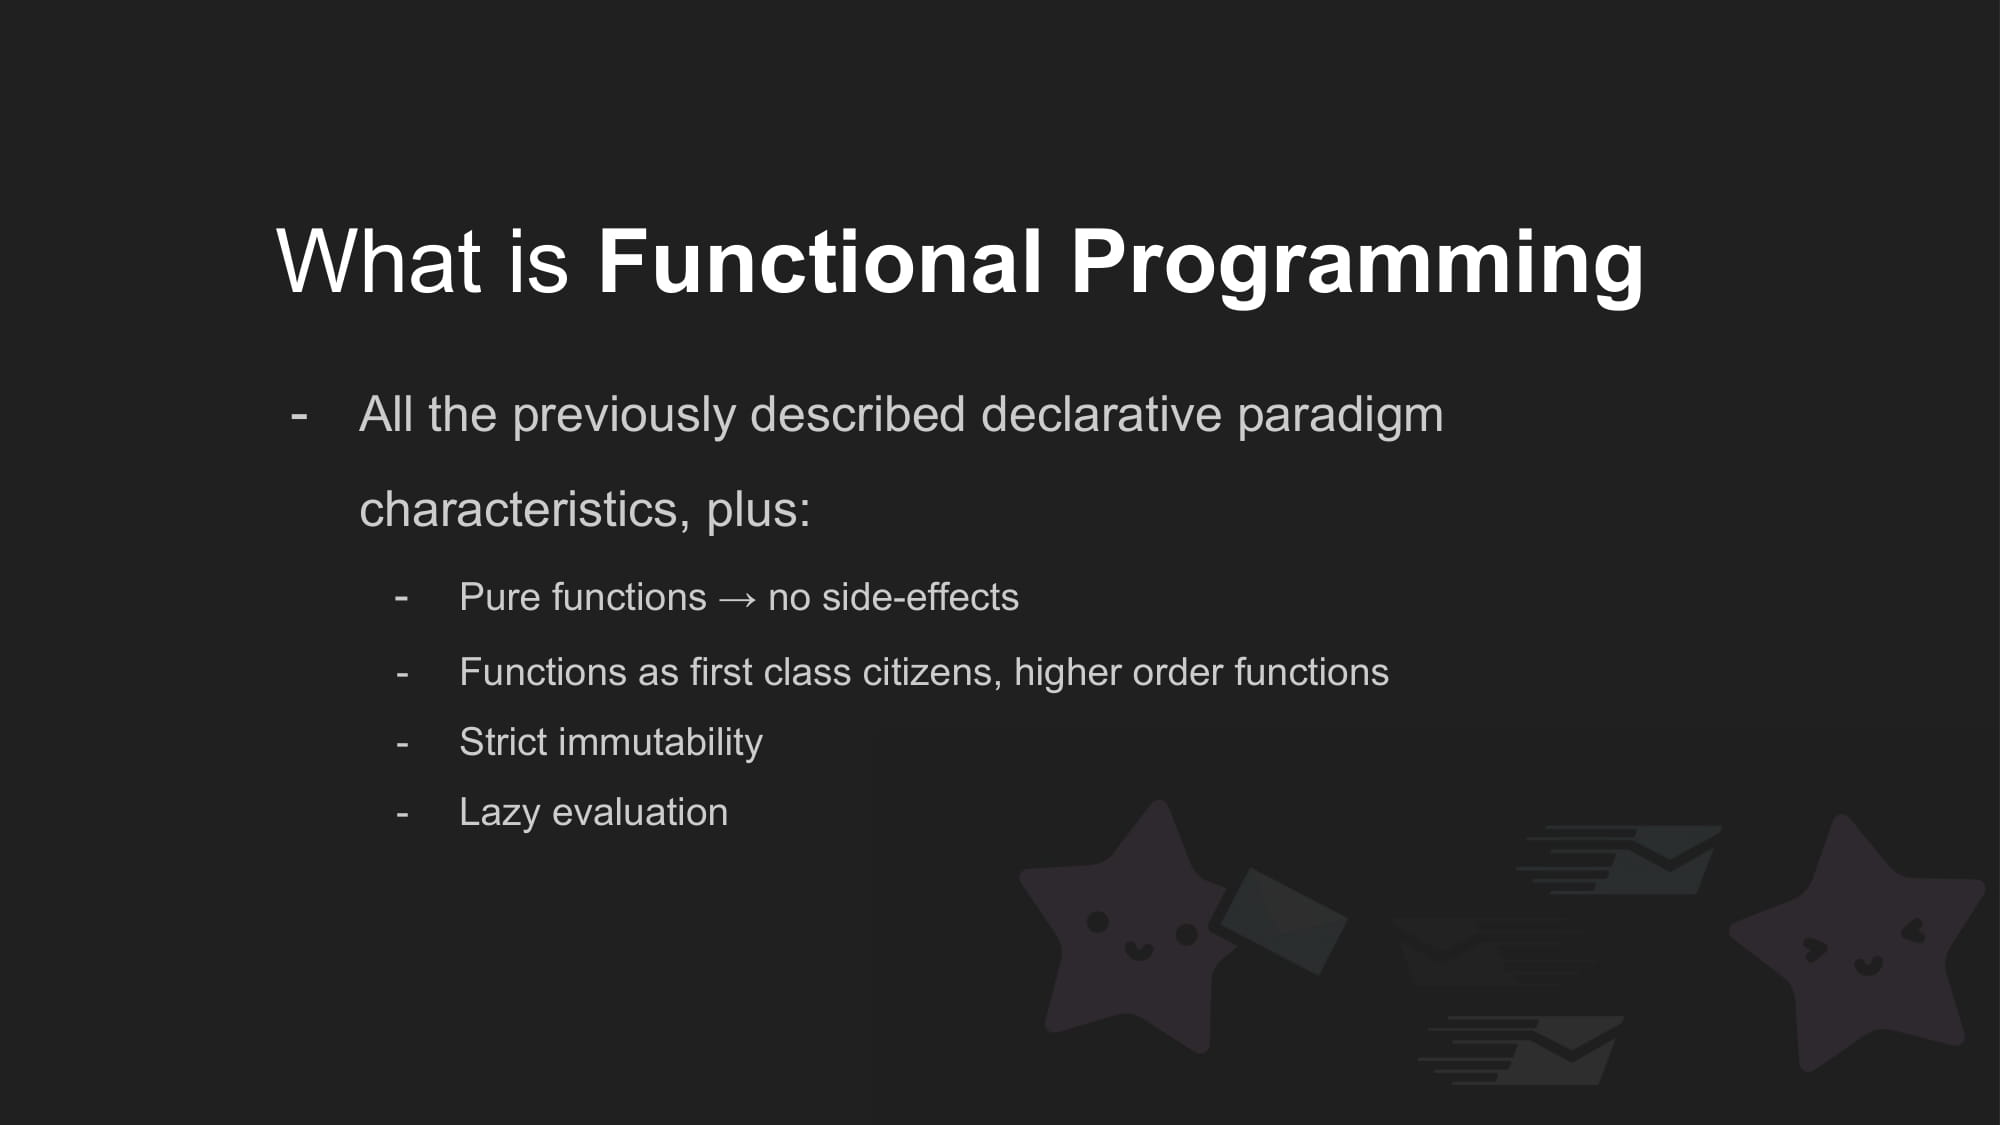 What is Functional Programming
- All the previously described declarative paradigm
characteristics, plus:
- Pure functions → no side-effects
- Functions as first class citizens, higher order functions
- Strict immutability
- Lazy evaluation